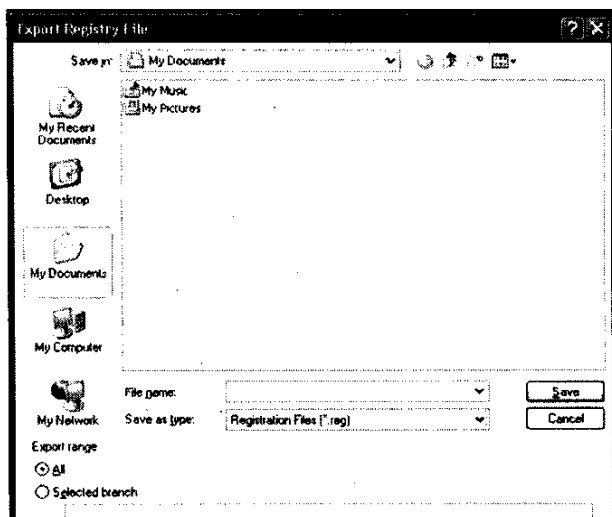 Export Registry File
Save in:
My Documents
My Music
My Pictures
My Recent
Documents
Desktop
My Documents
My Computer
My Network
File name:
Save
Save as type:
Registration Files (*.reg)
Cancel
Export range
All
Selected branch